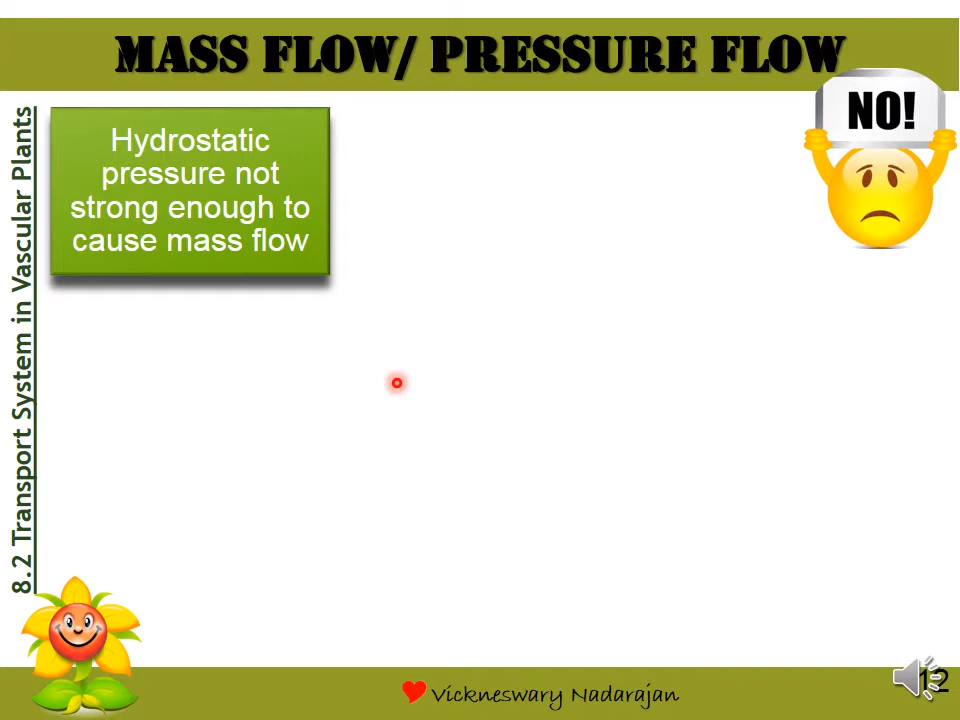 MASS FLOW/ PRESSURE FLOW
NO!
8.2 Transport System in Vascular Plants
Hydrostatic
pressure not
strong enough to
cause mass flow
Vickneswary Nadarajan
12